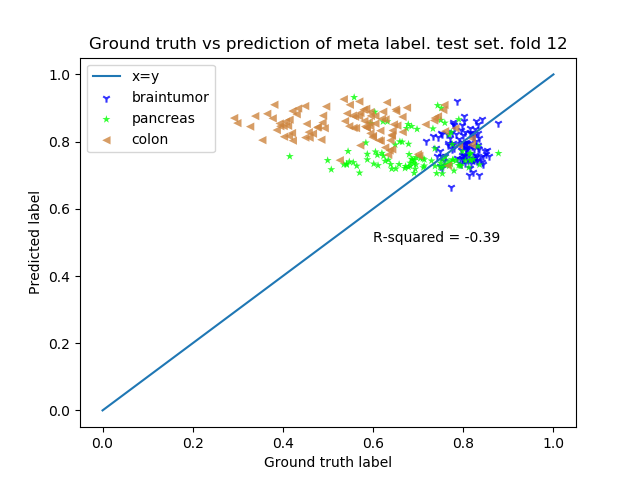 Ground truth vs prediction of meta label. test set. fold 12
x=y
braintumor
pancreas
colon
R-squared = -0.39
1.0
0.8
0.6
0.4
0.2
0.0
Predicted label
0.0 0.2 0.4 0.6 0.8 1.0
Ground truth label